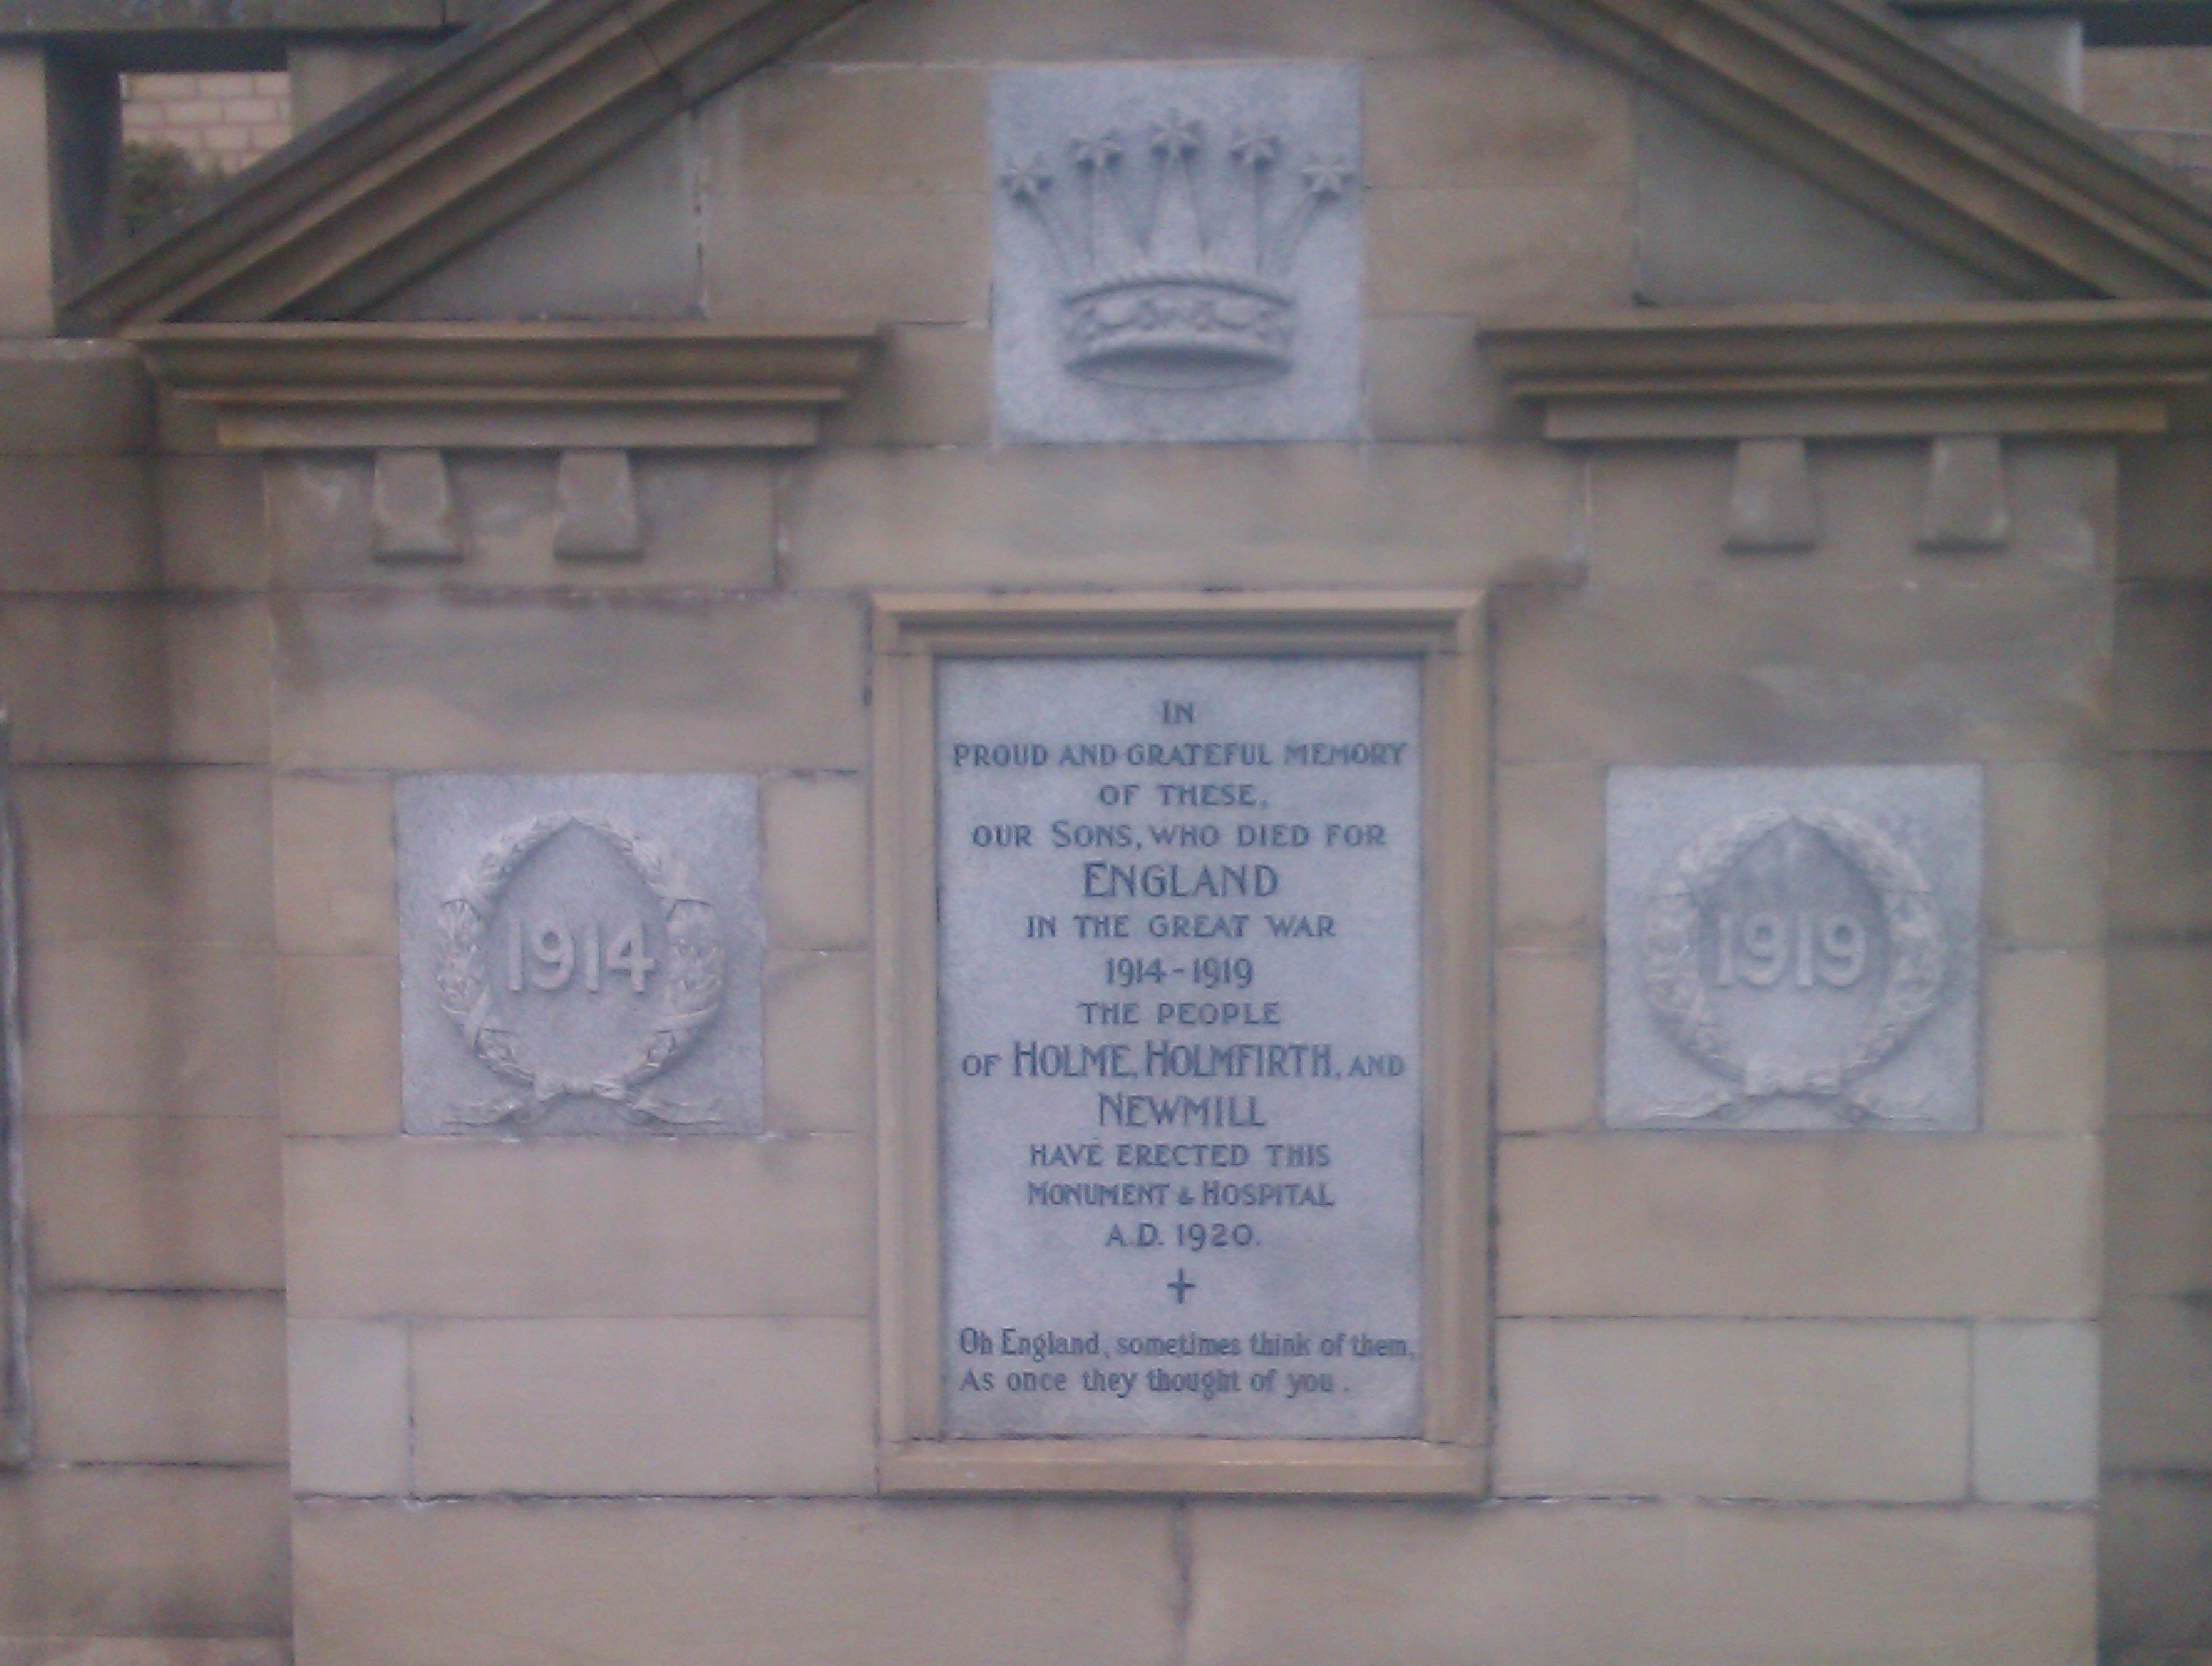 IN
PROUD AND GRATEFUL MEMORY
OF THESE,
OUR SONS, WHO DIED FOR
ENGLAND
IN THE GREAT WAR
1914-1919
THE PEOPLE
OF HOLME, HOLMFIRTH, AND
NEWMILL
HAVE ERECTED THIS
MONUMENT & HOSPITAL
A.D. 1920.
Oh England, sometimes think of them,
As once they thought of you.
1914
1919